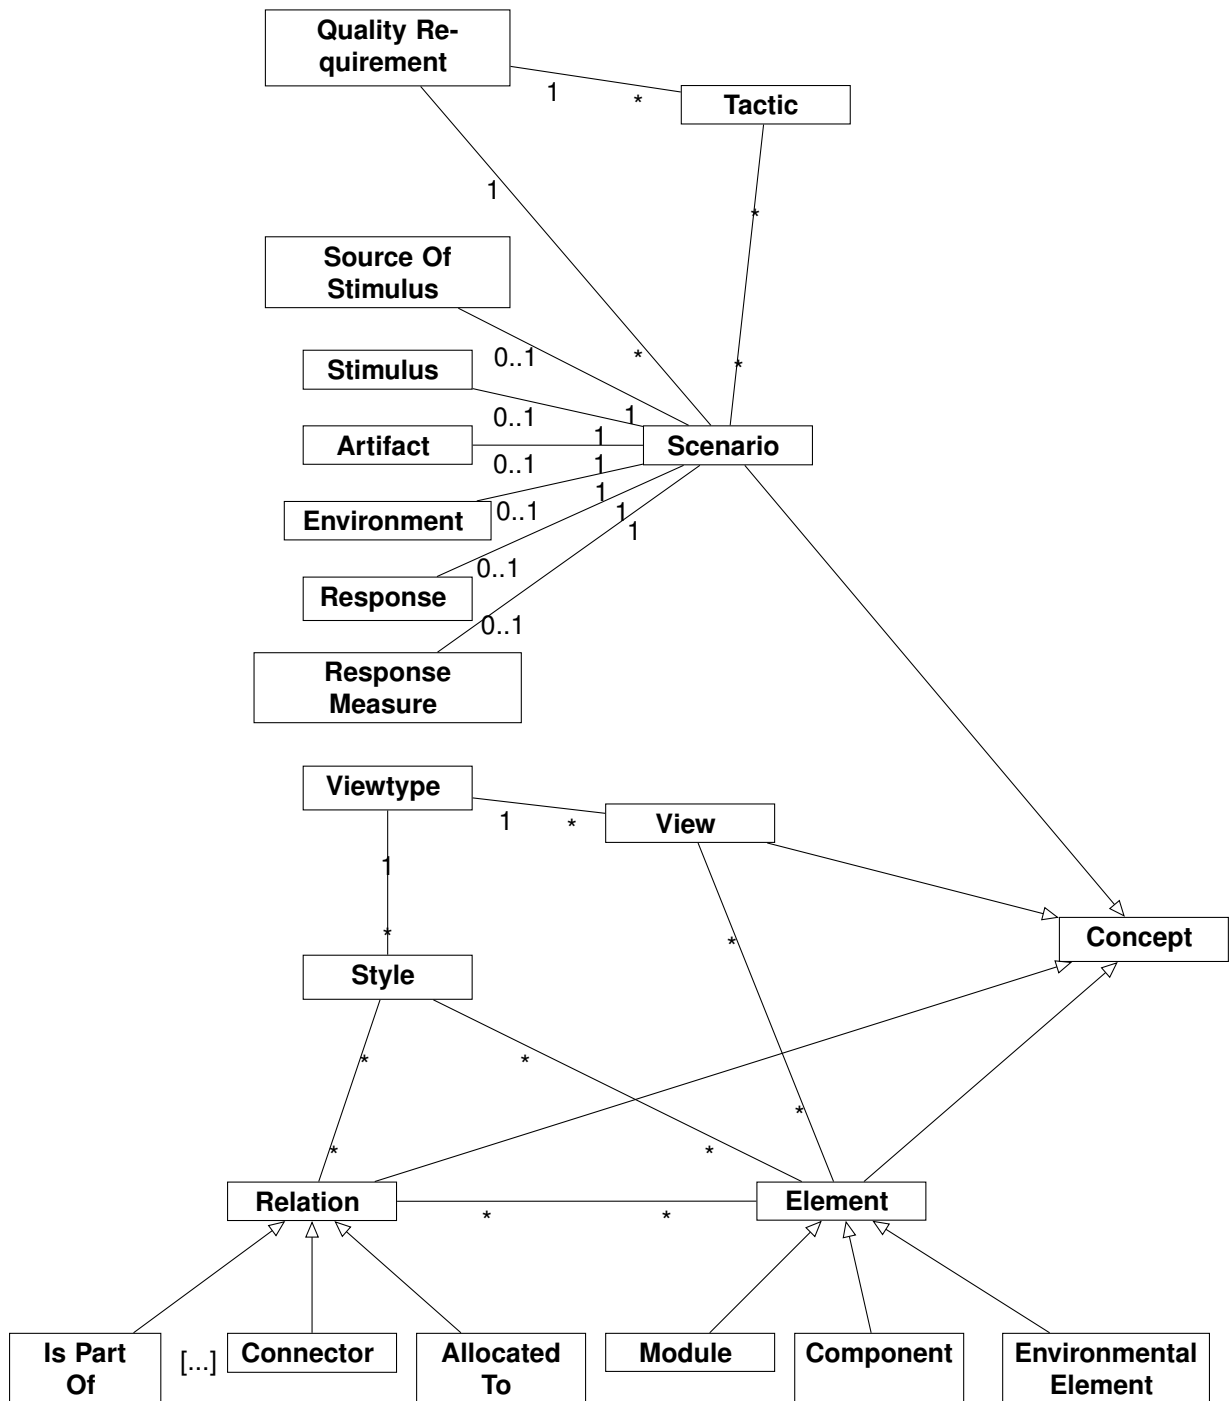 Quality Re-
quirement
1
*
Tactic
1
*
Source Of
Stimulus
0..1
*
*
Stimulus
0..1
1
Artifact
1
Scenario
0..1
1
Environment
1
0..1
1
1
Response
0..1
0..1
Response
Measure
Viewtype
1
*
View
1
*
*
Concept
Style
*
*
*
*
*
Relation
*
*
Element
Is Part
Of
[...]
Connector
Allocated
To
Module
Component
Environmental
Element